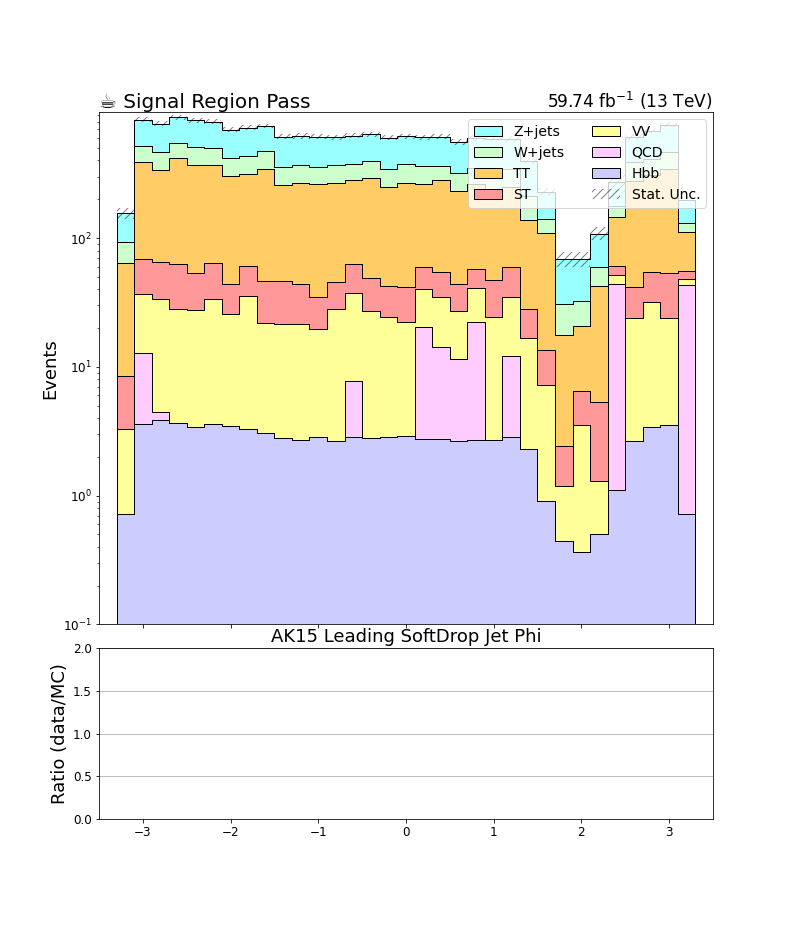 ☕ Signal Region Pass
59.74 fb⁻¹ (13 TeV)
Z+jets
W+jets
TT
ST
VV
QCD
Hbb
Stat. Unc.
Events
10²
10¹
10⁰
10⁻¹
AK15 Leading SoftDrop Jet Phi
Ratio (data/MC)
2.0
1.5
1.0
0.5
0.0
−3 −2 −1 0 1 2 3